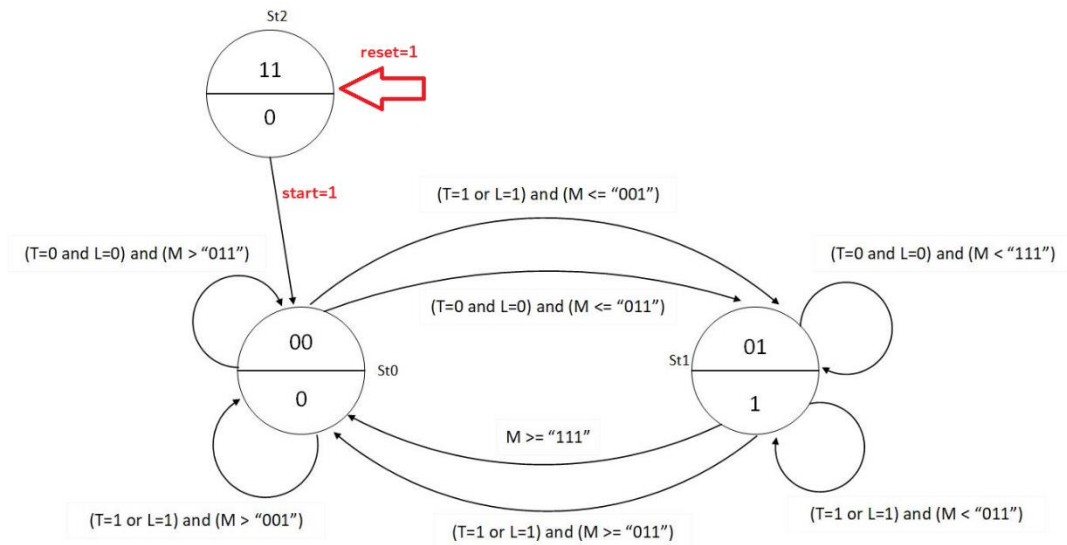 St2
reset=1
11
0
start=1
(T=1 or L=1) and (M <= “001”)
(T=0 and L=0) and (M > “011”)
(T=0 and L=0) and (M < “111”)
(T=0 and L=0) and (M <= “011”)
00
St0
0
St1
01
1
M >= “111”
(T=1 or L=1) and (M > “001”)
(T=1 or L=1) and (M >= “011”)
(T=1 or L=1) and (M < “011”)